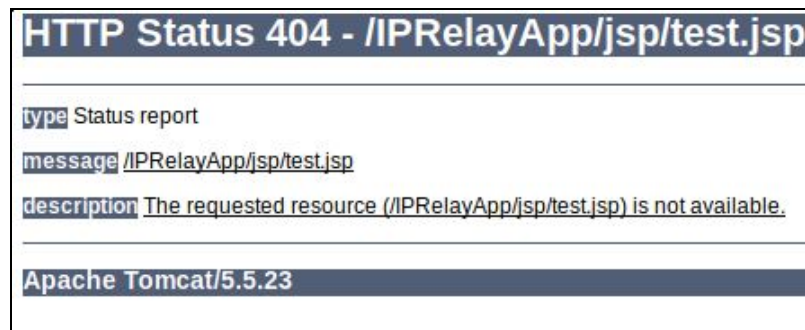 HTTP Status 404 - /IPRelayApp/jsp/test.jsp
type Status report
message /IPRelayApp/jsp/test.jsp
description The requested resource (/IPRelayApp/jsp/test.jsp) is not available.
Apache Tomcat/5.5.23